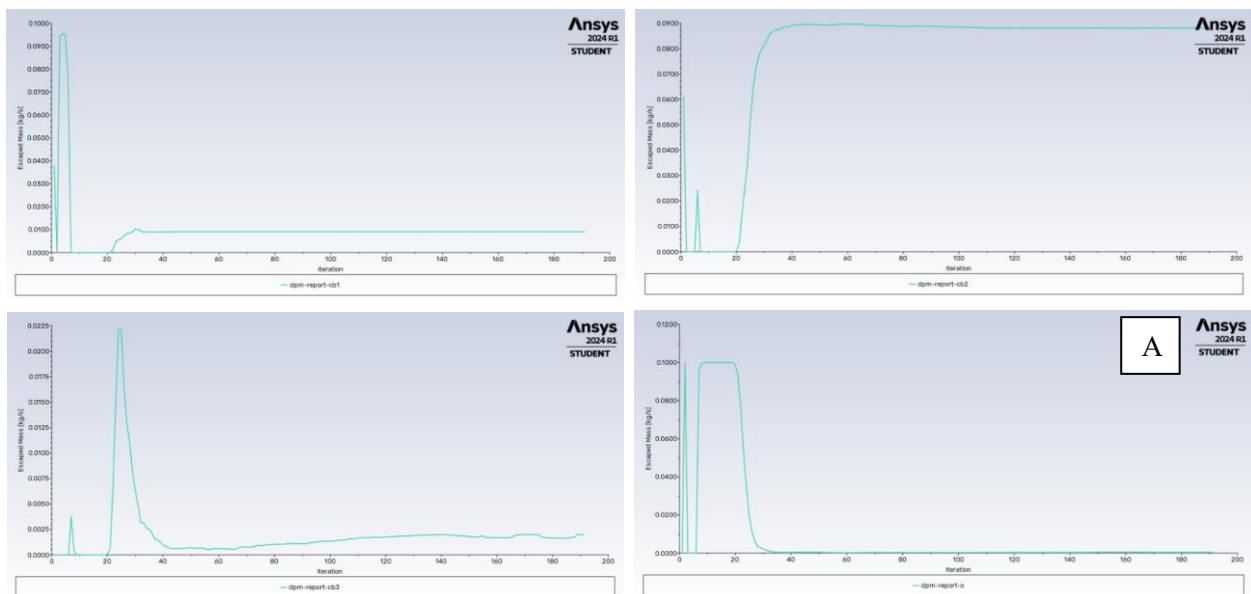 Ansys
2024 R1
STUDENT
0.1000
0.0900
0.0800
0.0700
0.0600
0.0500
0.0400
0.0300
0.0200
0.0100
0.0000
Escaped Mass [kg/s]
0 20 40 60 80 100 120 140 160 180 200
Iteration
dpm-report-cb1
Ansys
2024 R1
STUDENT
0.0900
0.0800
0.0700
0.0600
0.0500
0.0400
0.0300
0.0200
0.0100
0.0000
Escaped Mass [kg/s]
0 20 40 60 80 100 120 140 160 180 200
Iteration
dpm-report-cb2
Ansys
2024 R1
STUDENT
0.0225
0.0200
0.0175
0.0150
0.0125
0.0100
0.0075
0.0050
0.0025
0.0000
Escaped Mass [kg/s]
0 20 40 60 80 100 120 140 160 180 200
Iteration
dpm-report-cb3
A
Ansys
2024 R1
STUDENT
0.1200
0.1000
0.0800
0.0600
0.0400
0.0200
0.0000
Escaped Mass [kg/s]
0 20 40 60 80 100 120 140 160 180 200
Iteration
dpm-report-o